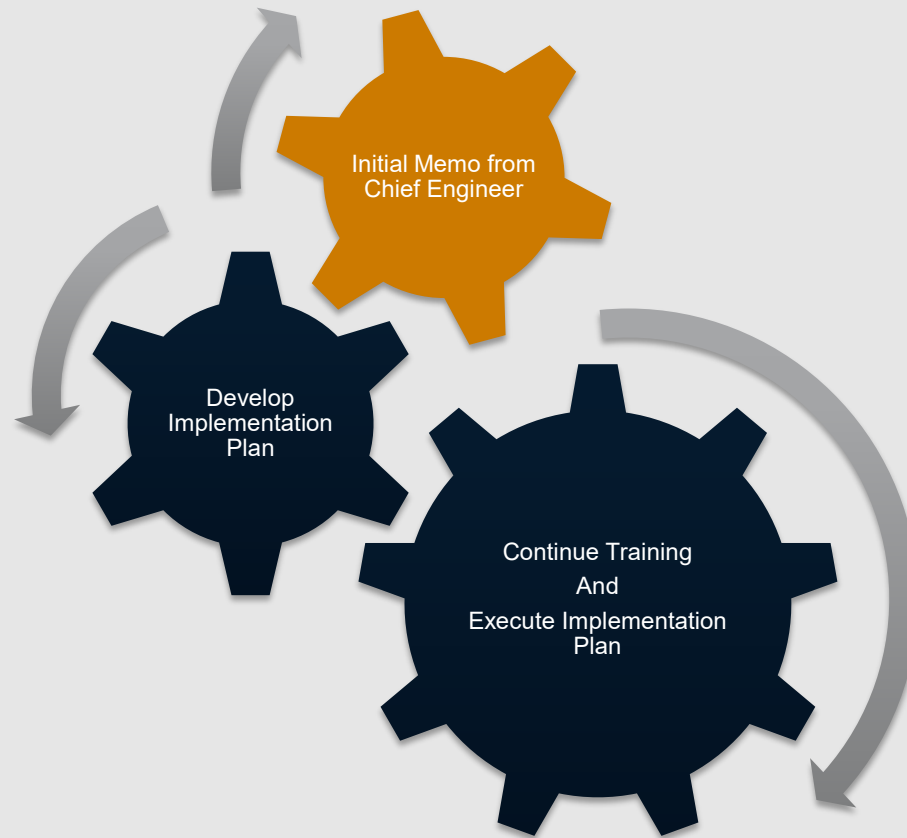 Initial Memo from
Chief Engineer
Develop
Implementation
Plan
Continue Training
And
Execute Implementation
Plan